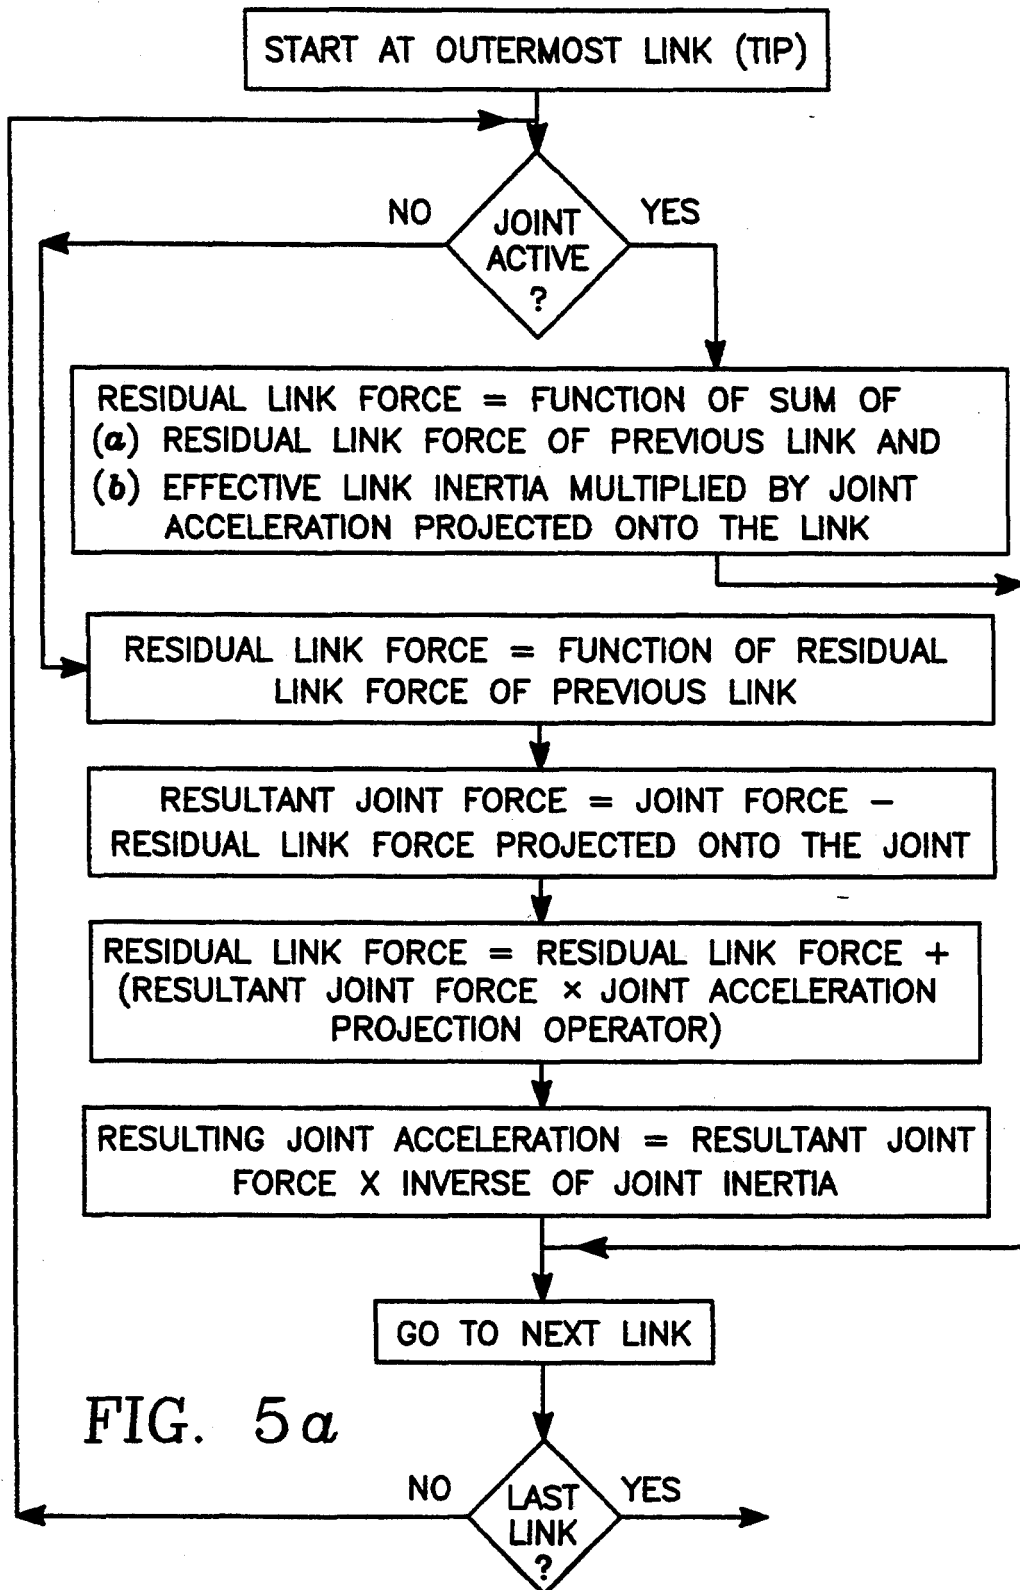 START AT OUTERMOST LINK (TIP)
NO
YES
JOINT
ACTIVE
?
RESIDUAL LINK FORCE = FUNCTION OF SUM OF
(a) RESIDUAL LINK FORCE OF PREVIOUS LINK AND
(b) EFFECTIVE LINK INERTIA MULTIPLIED BY JOINT
ACCELERATION PROJECTED ONTO THE LINK
RESIDUAL LINK FORCE = FUNCTION OF RESIDUAL
LINK FORCE OF PREVIOUS LINK
RESULTANT JOINT FORCE = JOINT FORCE –
RESIDUAL LINK FORCE PROJECTED ONTO THE JOINT
RESIDUAL LINK FORCE = RESIDUAL LINK FORCE +
(RESULTANT JOINT FORCE × JOINT ACCELERATION
PROJECTION OPERATOR)
RESULTING JOINT ACCELERATION = RESULTANT JOINT
FORCE X INVERSE OF JOINT INERTIA
GO TO NEXT LINK
FIG. 5a
NO
YES
LAST
LINK
?